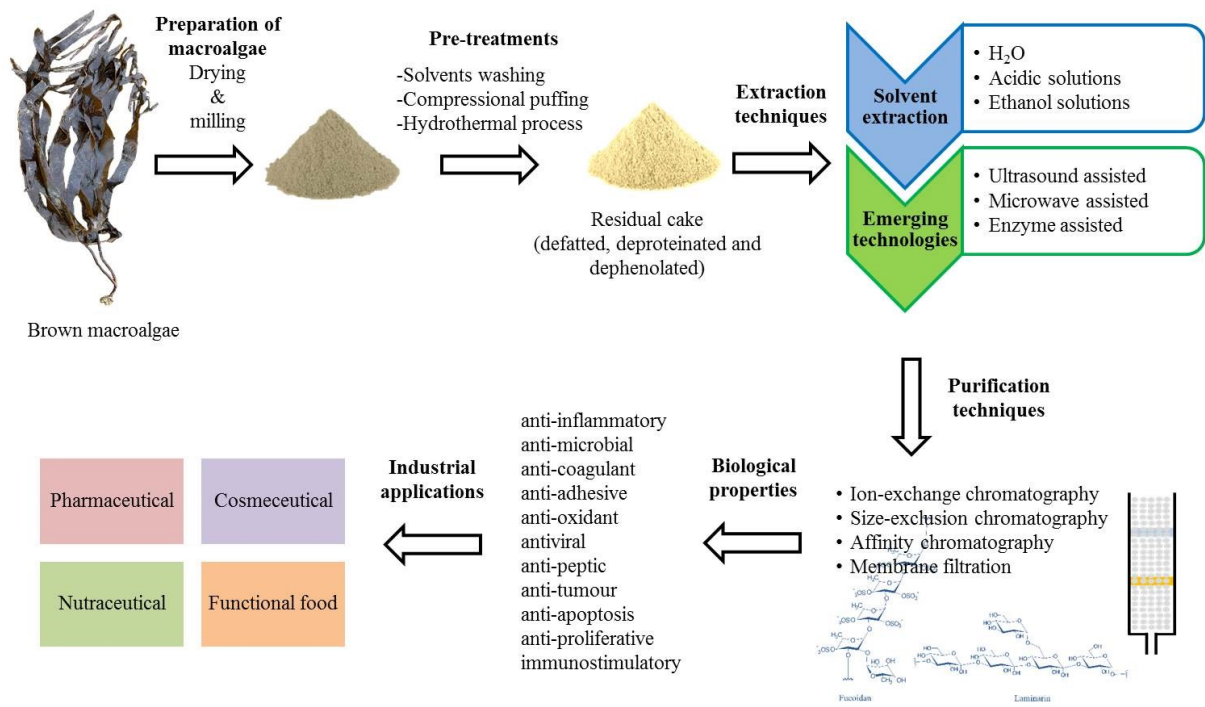 Preparation of
macroalgae
Drying
&
milling
Brown macroalgae
Pre-treatments
-Solvents washing
-Compressional puffing
-Hydrothermal process
Residual cake
(defatted, deproteinated and
dephenolated)
Extraction
techniques
Solvent
extraction
• H₂O
• Acidic solutions
• Ethanol solutions
Emerging
technologies
• Ultrasound assisted
• Microwave assisted
• Enzyme assisted
Purification
techniques
• Ion-exchange chromatography
• Size-exclusion chromatography
• Affinity chromatography
• Membrane filtration
Fucoidan
Laminarin
Biological
properties
anti-inflammatory
anti-microbial
anti-coagulant
anti-adhesive
anti-oxidant
antiviral
anti-peptic
anti-tumour
anti-apoptosis
anti-proliferative
immunostimulatory
Industrial
applications
Pharmaceutical
Cosmeceutical
Nutraceutical
Functional food